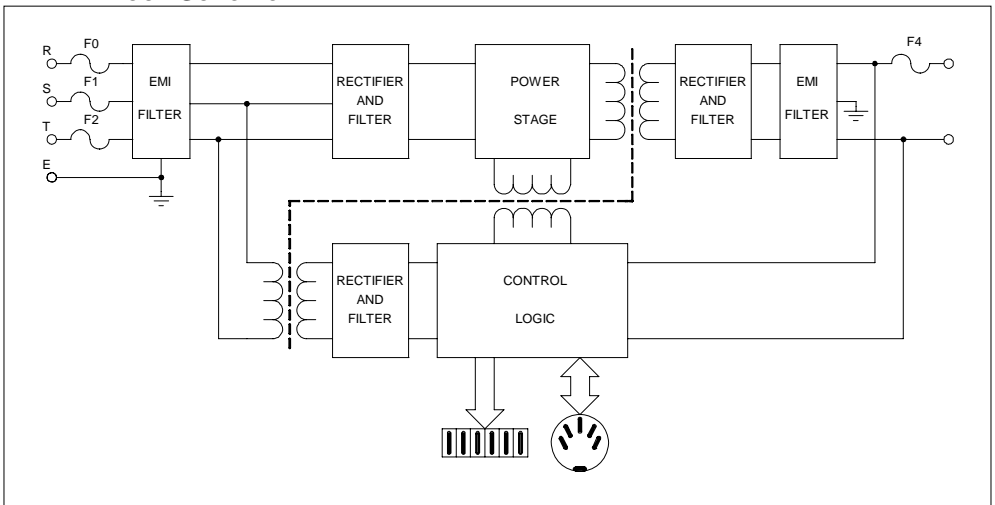 R
F0
S
F1
T
F2
E
EMI
FILTER
RECTIFIER
AND
FILTER
POWER
STAGE
RECTIFIER
AND
FILTER
EMI
FILTER
F4
RECTIFIER
AND
FILTER
CONTROL
LOGIC